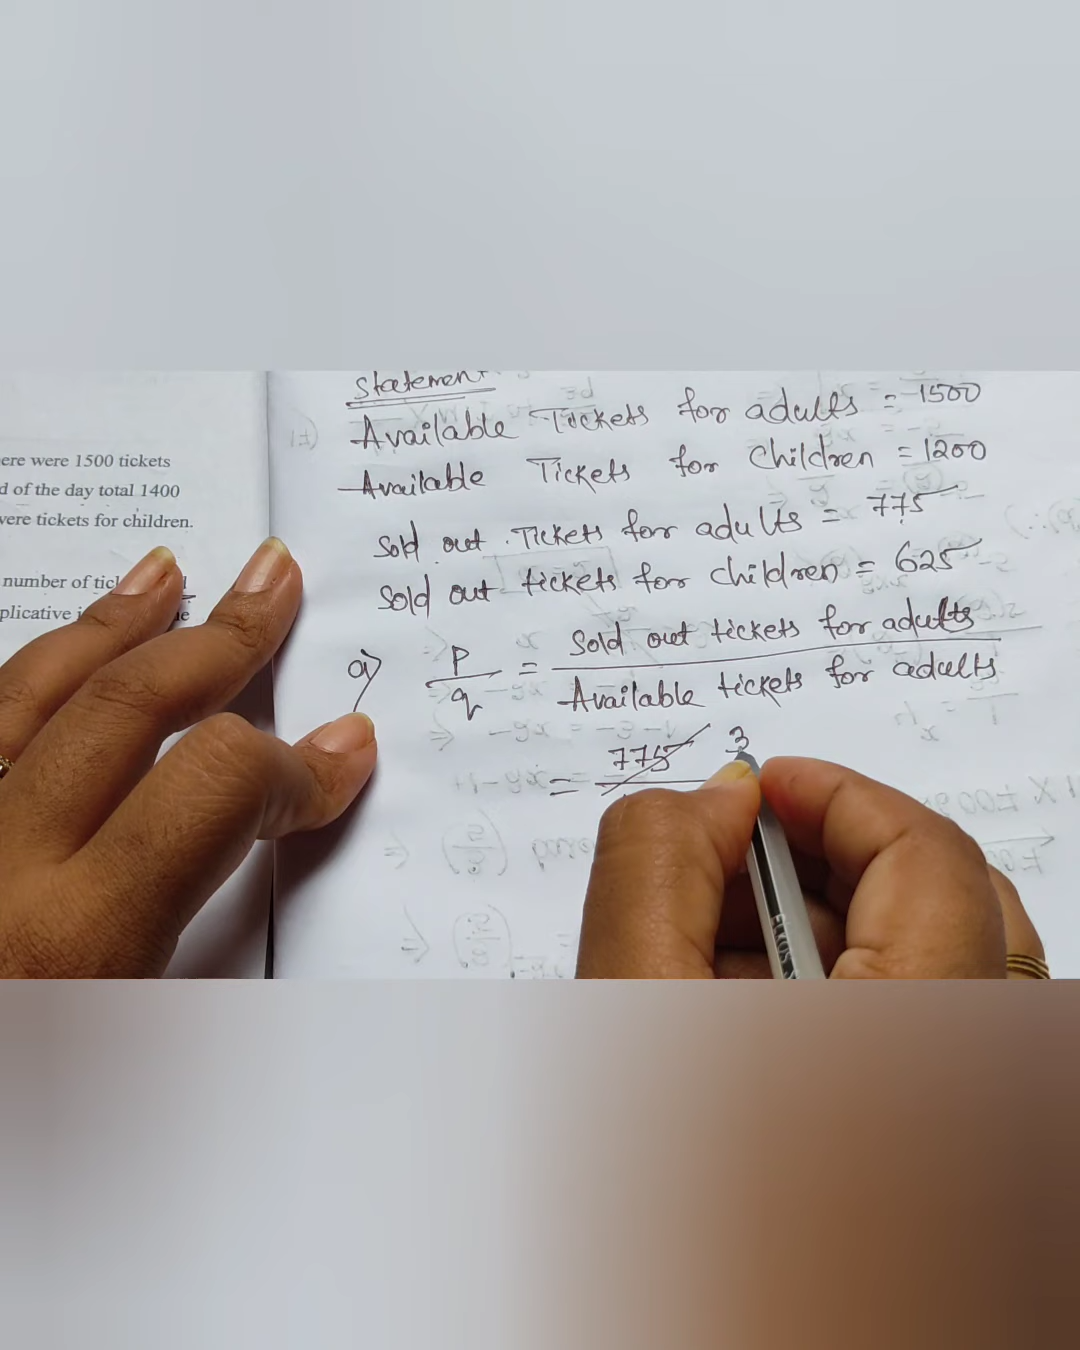 ere were 1500 tickets
d of the day total 1400
were tickets for children.
number of tic
plicative
Statement
Available Tickets for adults = 1500
Available Tickets for children = 1200
Sold out Tickets for adults = 775
Sold out tickets for children = 625
a) p/q = Sold out tickets for adults
Available tickets for adults
= 775 3